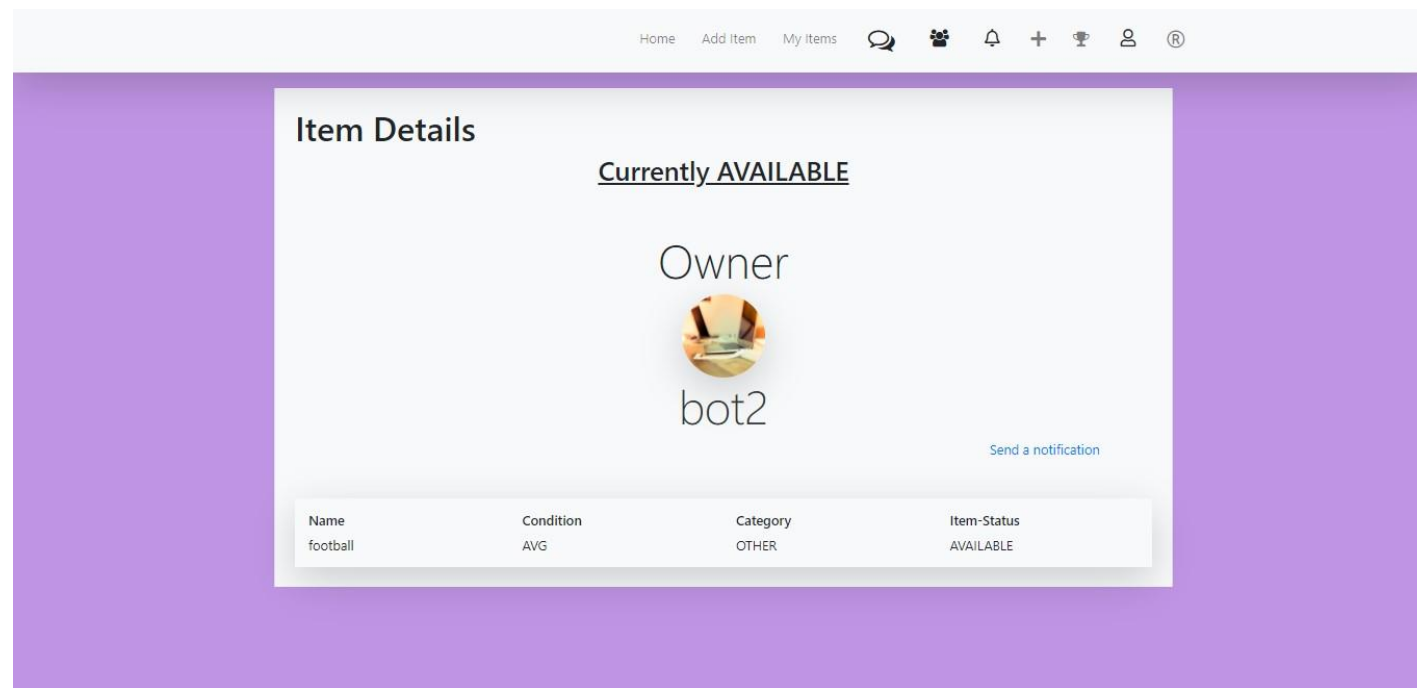 Home Add Item My Items ®
Item Details
Currently AVAILABLE
Owner
bot2
Send a notification
Name Condition Category Item-Status
football AVG OTHER AVAILABLE